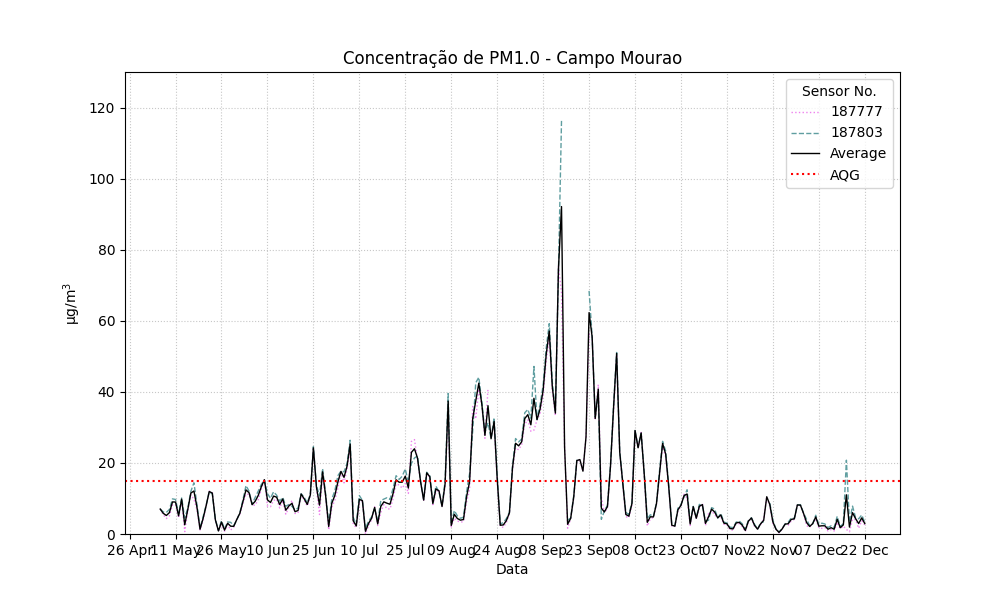 Concentração de PM1.0 - Campo Mourao
Sensor No.
187777
187803
Average
AQG
120
100
80
60
40
20
0
µg/m³
26 Apr 11 May 26 May 10 Jun 25 Jun 10 Jul 25 Jul 09 Aug 24 Aug 08 Sep 23 Sep 08 Oct 23 Oct 07 Nov 22 Nov 07 Dec 22 Dec
Data